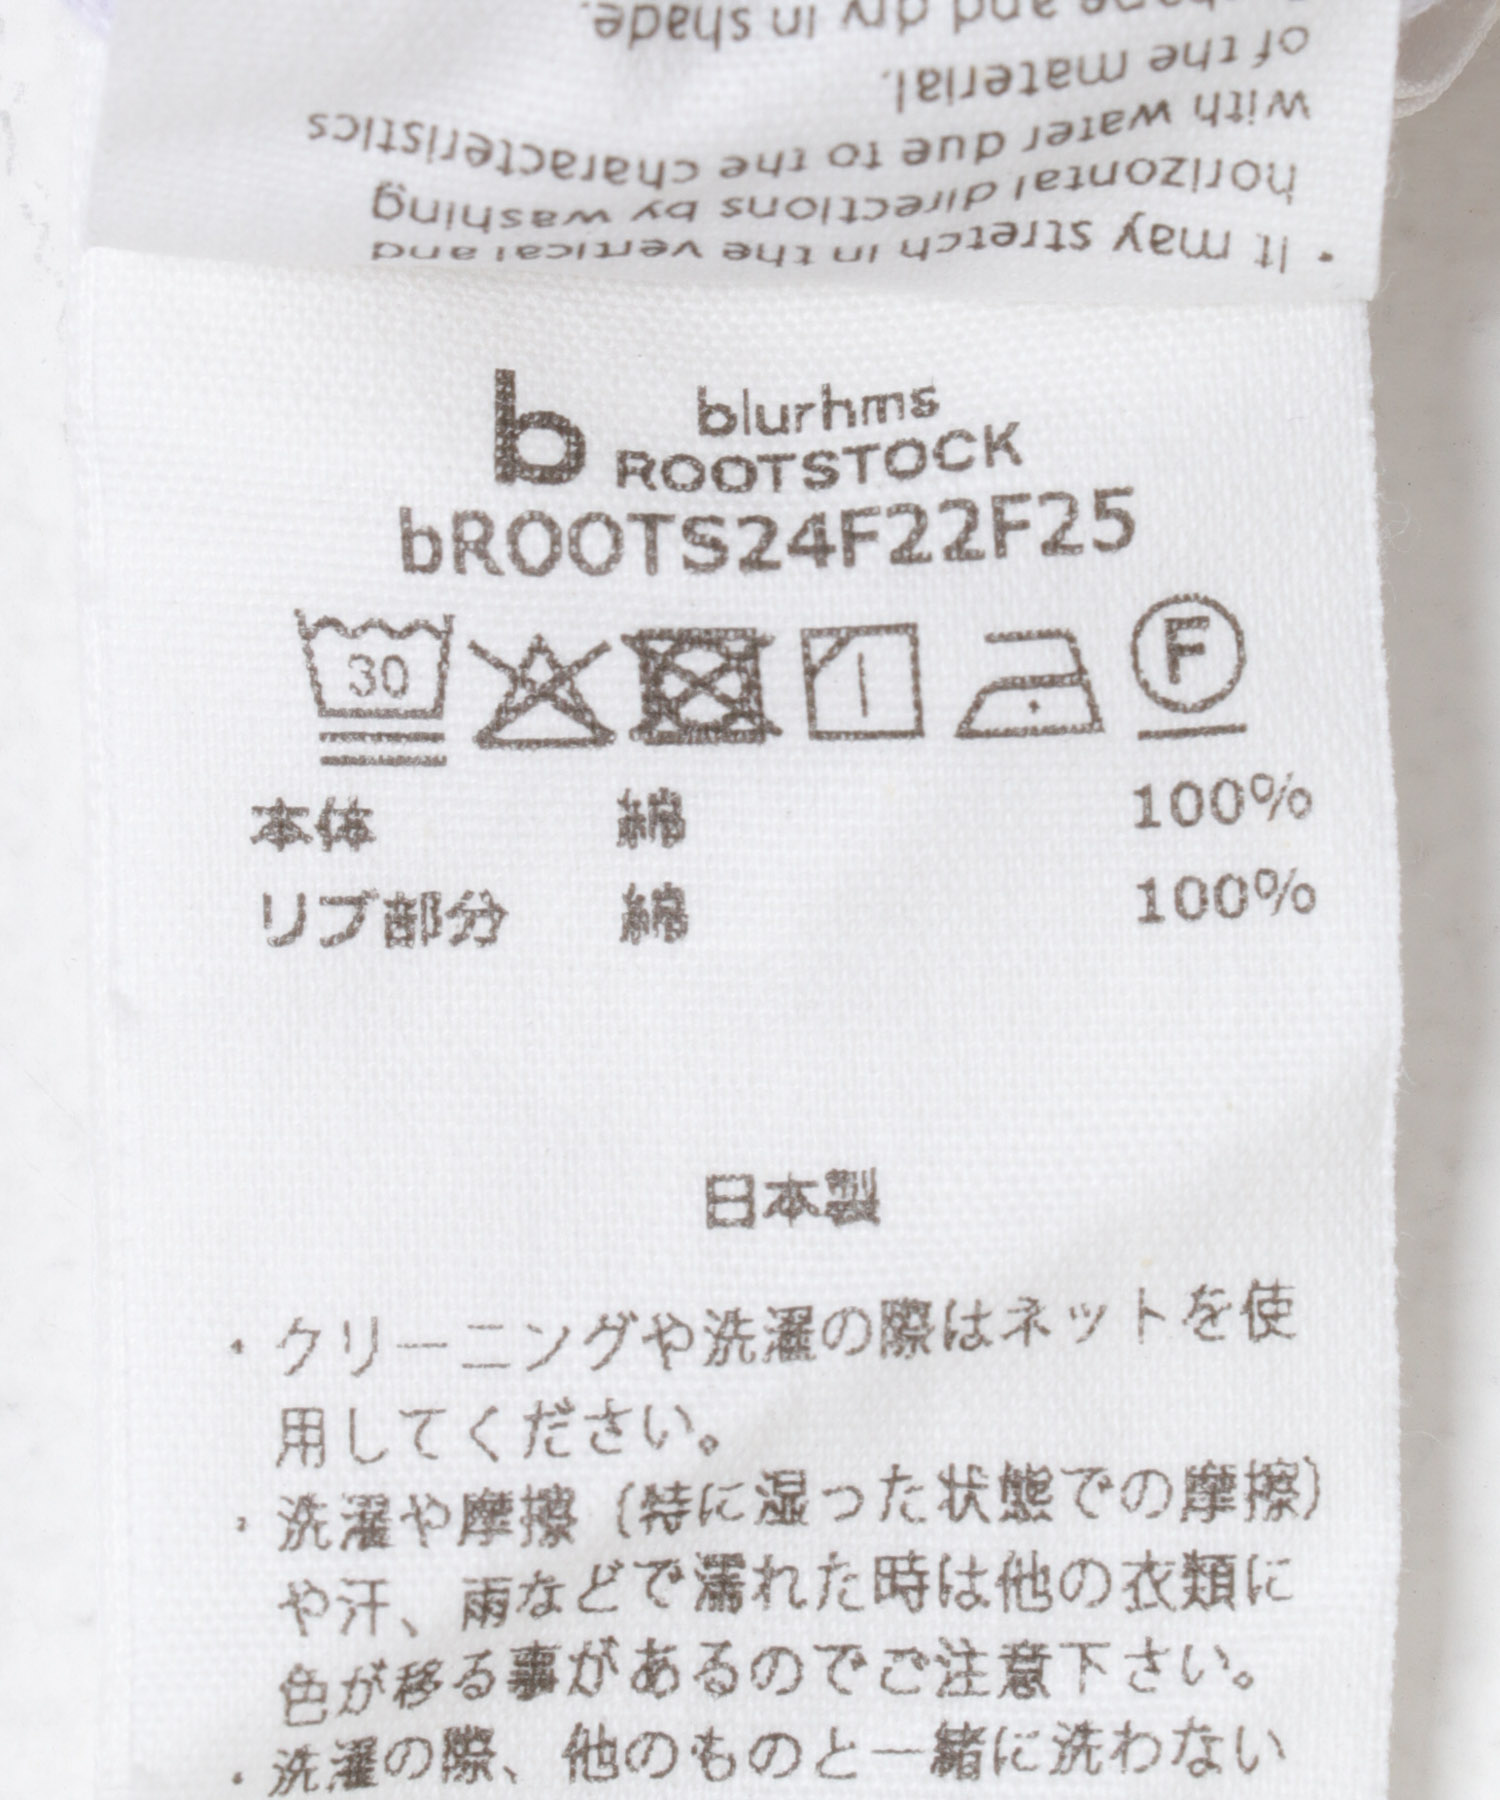 shape and dry in shade.
of the material.
with water due to the characteristics
horizontal directions by washing
・It may stretch in the vertical and
b blurhms
ROOTSTOCK
bROOTS24F22F25
30 F
本体 綿 100%
リブ部分 綿 100%
日本製
・クリーニングや洗濯の際はネットを使
用してください。
・洗濯や摩擦（特に湿った状態での摩擦）
や汗、雨などで濡れた時は他の衣類に
色が移る事があるのでご注意下さい。
・洗濯の際、他のものと一緒に洗わない